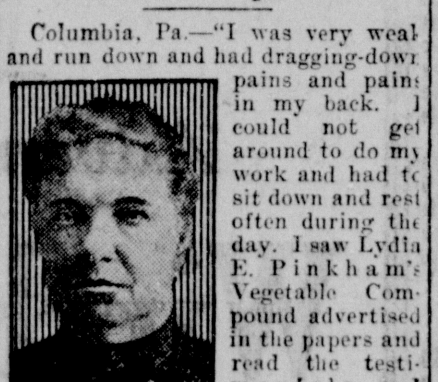 Columbia, Pa.—"I was very weak
and run down and had dragging-down
pains and pains
in my back. I
could not get
around to do my
work and had to
sit down and rest
often during the
day. I saw Lydia
E. Pinkham's
Vegetable Com-
pound advertised
in the papers and
read the testi-